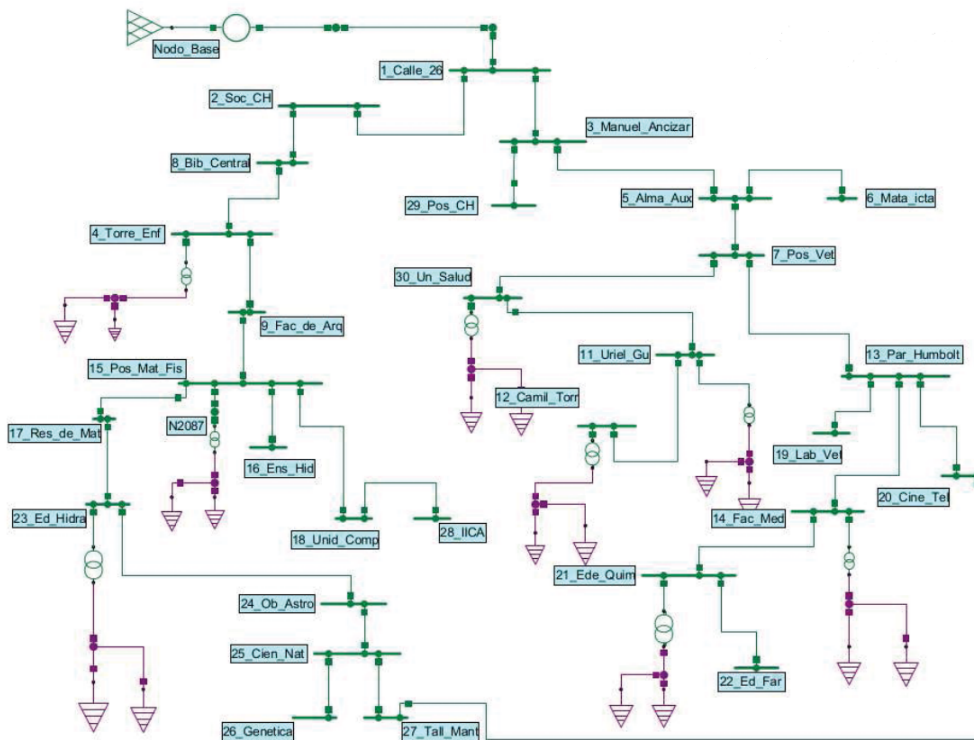 Nodo_Base
1_Calle_26
2_Soc_CH
3_Manuel_Ancizar
8_Bib_Central
29_Pos_CH
5_Alma_Aux
6_Mata_icta
4_Torre_Enf
7_Pos_Vet
30_Un_Salud
9_Fac_de_Arq
11_Uriel_Gu
13_Par_Humbolt
15_Pos_Mat_Fis
12_Camil_Torr
N2087
17_Res_de_Mat
19_Lab_Vet
16_Ens_Hid
20_Cine_Tel
23_Ed_Hidra
18_Unid_Comp
28_IICA
14_Fac_Med
21_Ede_Quim
24_Ob_Astro
25_Cien_Nat
22_Ed_Far
26_Genetica
27_Tall_Mant